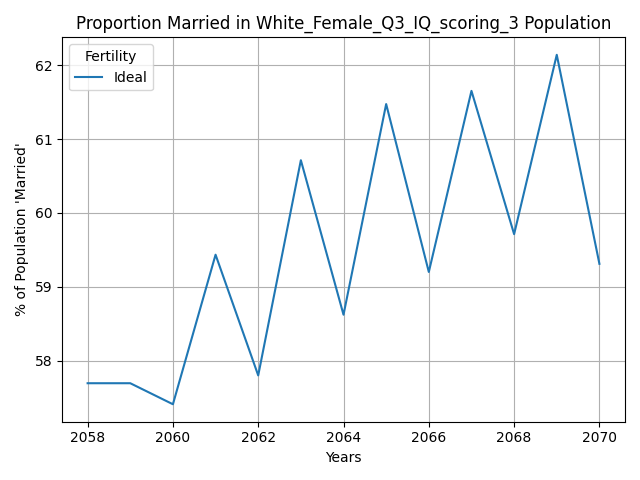 Proportion Married in White_Female_Q3_IQ_scoring_3 Population
Fertility
Ideal
% of Population 'Married'
62
61
60
59
58
2058 2060 2062 2064 2066 2068 2070
Years